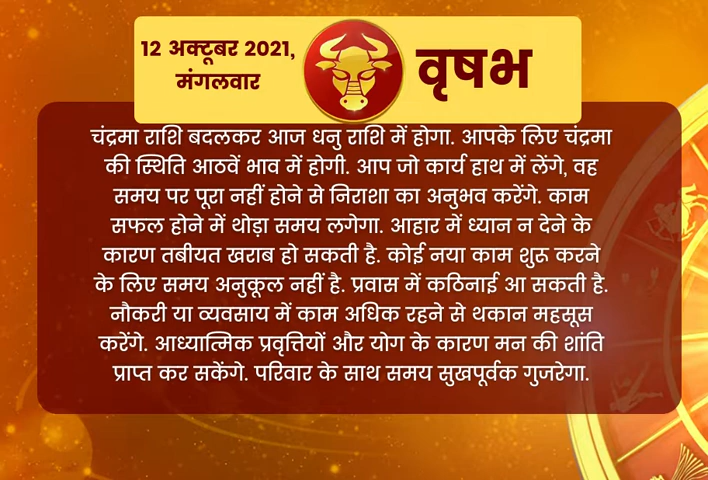 12 अक्टूबर 2021,
मंगलवार
वृषभ
चंद्रमा राशि बदलकर आज धनु राशि में होगा. आपके लिए चंद्रमा
की स्थिति आठवें भाव में होगी. आप जो कार्य हाथ में लेंगे, वह
समय पर पूरा नहीं होने से निराशा का अनुभव करेंगे. काम
सफल होने में थोड़ा समय लगेगा. आहार में ध्यान न देने के
कारण तबीयत खराब हो सकती है. कोई नया काम शुरू करने
के लिए समय अनुकूल नहीं है. प्रवास में कठिनाई आ सकती है.
नौकरी या व्यवसाय में काम अधिक रहने से थकान महसूस
करेंगे. आध्यात्मिक प्रवृत्तियों और योग के कारण मन की शांति
प्राप्त कर सकेंगे. परिवार के साथ समय सुखपूर्वक गुजरेगा.